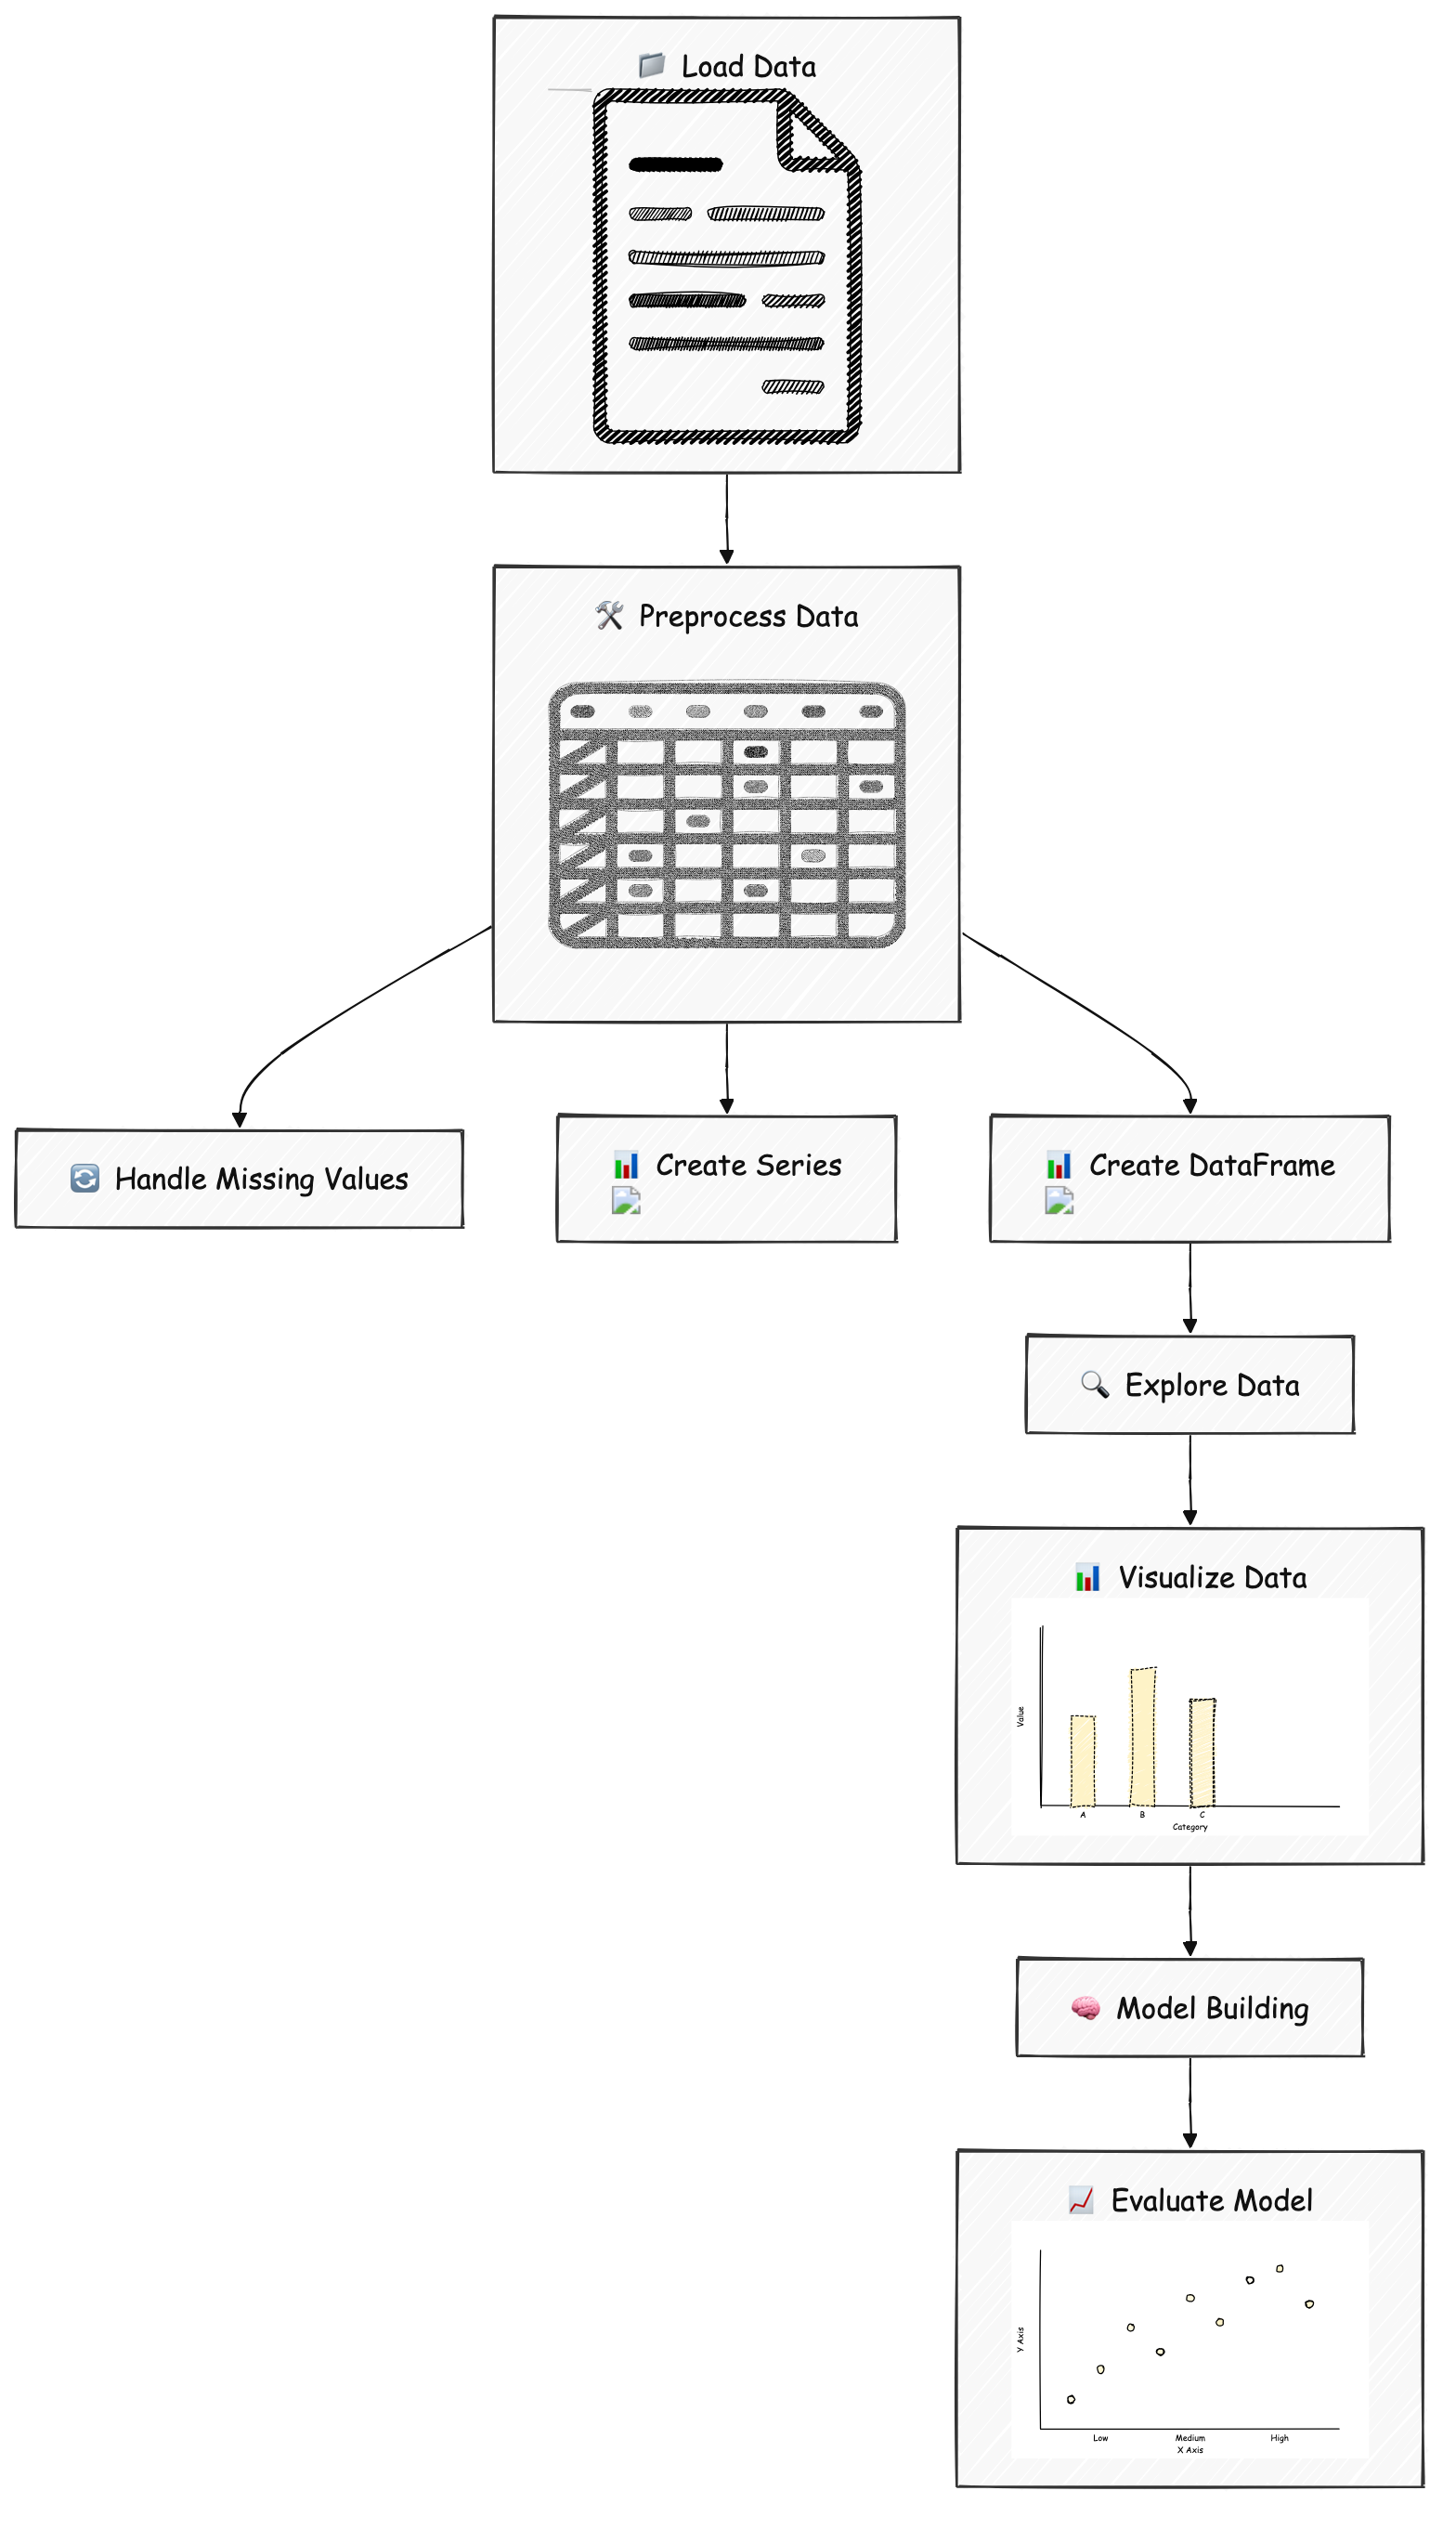 Load Data
Preprocess Data
Handle Missing Values
Create Series
Create DataFrame
Explore Data
Visualize Data
Value
A B C
Category
Model Building
Evaluate Model
Y Axis
Low Medium High
X Axis